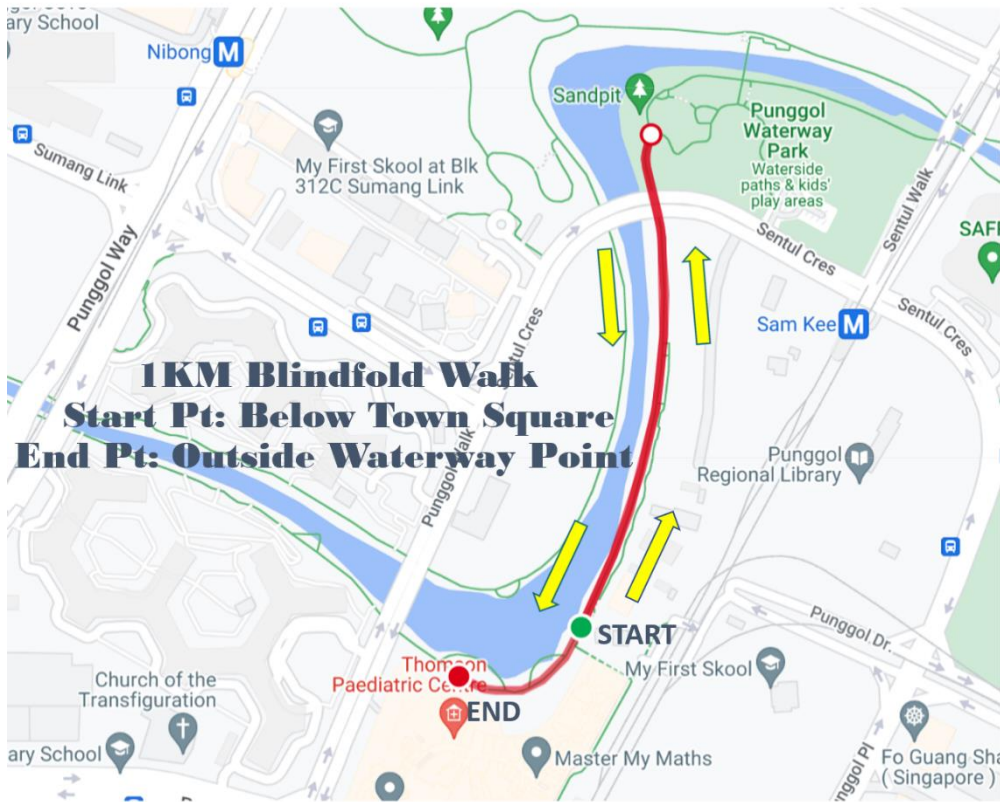 ary School
Nibong M
Sandpit
Punggol
Waterway
Park
Waterside
paths & kids'
play areas
My First Skool at Blk
312C Sumang Link
Sumang Link
Punggol Way
Sentul Walk
Sentul Cres
SAFR
Sentul Cres
Sam Kee M
Sentul Cres
1KM Blindfold Walk
Start Pt: Below Town Square
End Pt: Outside Waterway Point
Punggol Walk
Punggol
Regional Library
START
Punggol Dr.
My First Skool
Thomson
Paediatric Centre
END
Church of the
Transfiguration
ary School
Master My Maths
Fo Guang Sha
( Singapore )
nggol Pl